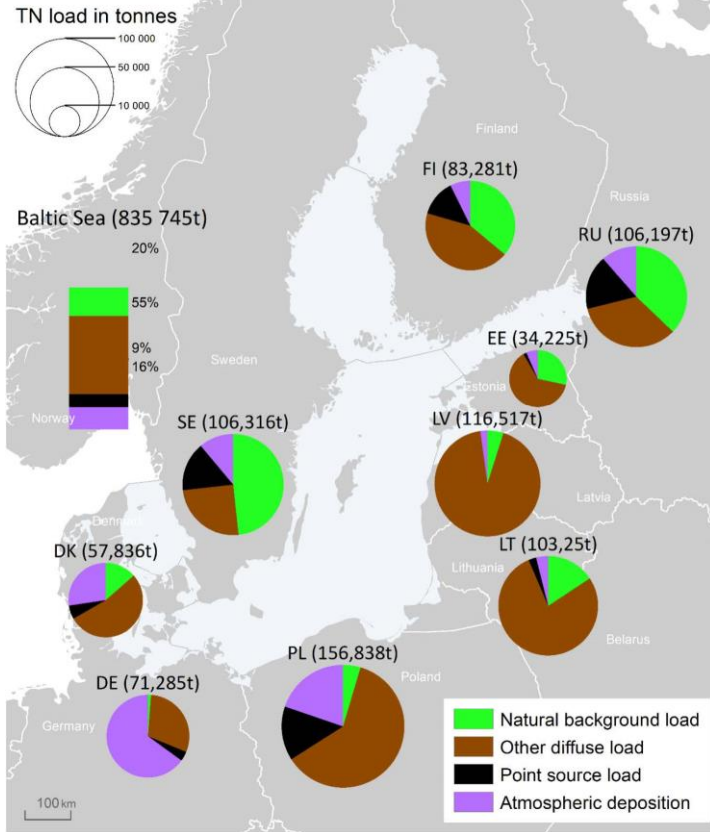 TN load in tonnes
100 000
50 000
10 000
Finland
FI (83,281t)
Russia
Baltic Sea (835 745t)
RU (106,197t)
20%
55%
EE (34,225t)
9%
16%
Sweden
Estonia
Norway
SE (106,316t)
LV (116,517t)
Latvia
Denmark
DK (57,836t)
LT (103,25t)
Lithuania
Belarus
PL (156,838t)
DE (71,285t)
Poland
Germany
Natural background load
Other diffuse load
Point source load
Atmospheric deposition
100 km